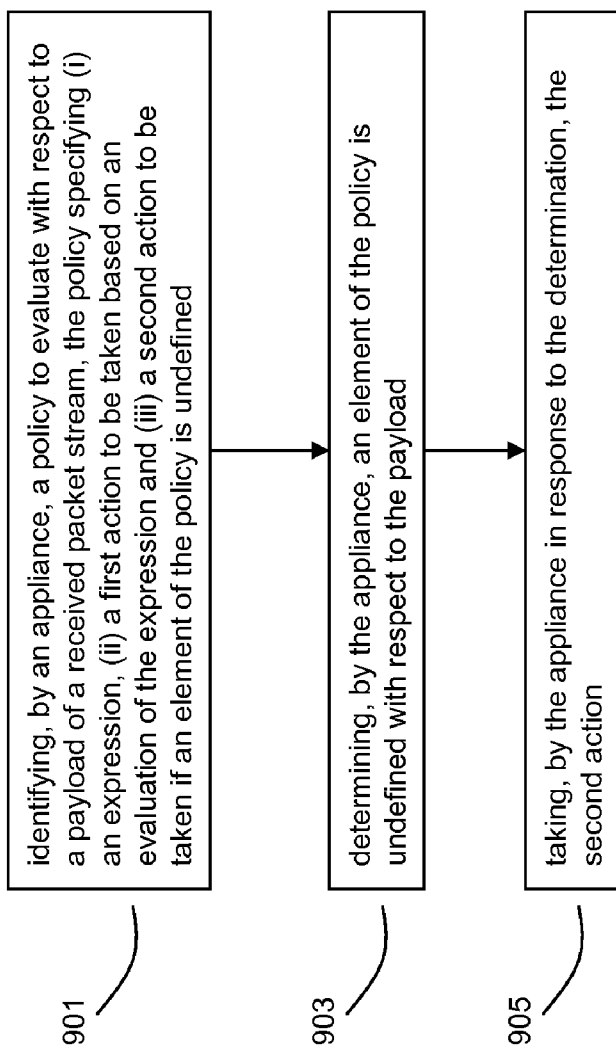 901
identifying, by an appliance, a policy to evaluate with respect to
a payload of a received packet stream, the policy specifying (i)
an expression, (ii) a first action to be taken based on an
evaluation of the expression and (iii) a second action to be
taken if an element of the policy is undefined
903
determining, by the appliance, an element of the policy is
undefined with respect to the payload
905
taking, by the appliance in response to the determination, the
second action